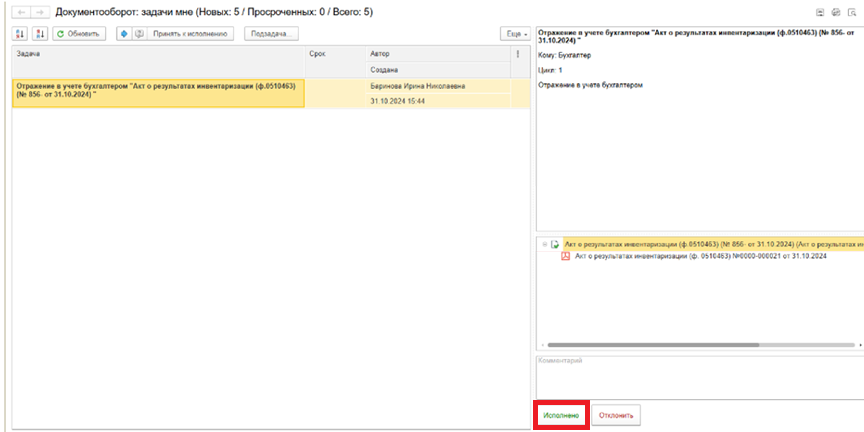 Документооборот: задачи мне (Новых: 5 / Просроченных: 0 / Всего: 5)
Обновить
Принять к исполнению
Подзадача...
Еще
Задача
Срок
Автор
Создана
Отражение в учете бухгалтером "Акт о результатах инвентаризации (ф.0510463)
(№ 856- от 31.10.2024) "
Баринова Ирина Николаевна
31.10.2024 15:44
Отражение в учете бухгалтером "Акт о результатах инвентаризации (ф.0510463) (№ 856- от
31.10.2024) "
Кому: Бухгалтер
Цикл: 1
Отражение в учете бухгалтером
Акт о результатах инвентаризации (ф.0510463) (№ 856- от 31.10.2024) (Акт о результатах ин
Акт о результатах инвентаризации (ф. 0510463) №0000-000021 от 31.10.2024
Комментарий
Исполнено
Отклонить